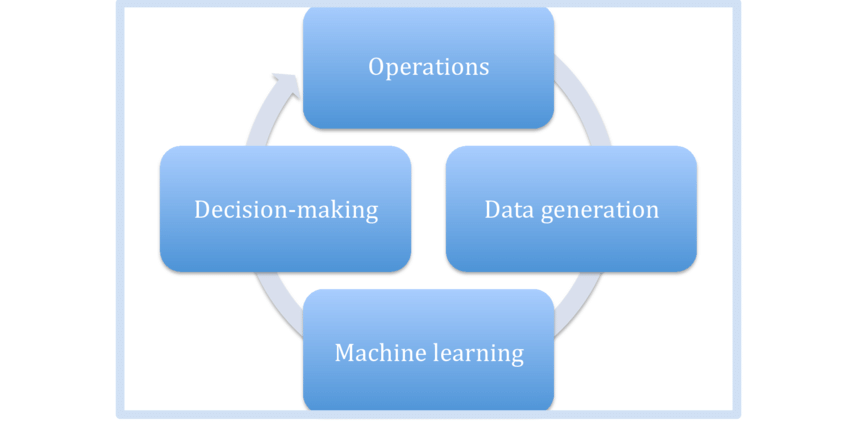 Operations
Decision-making
Data generation
Machine learning